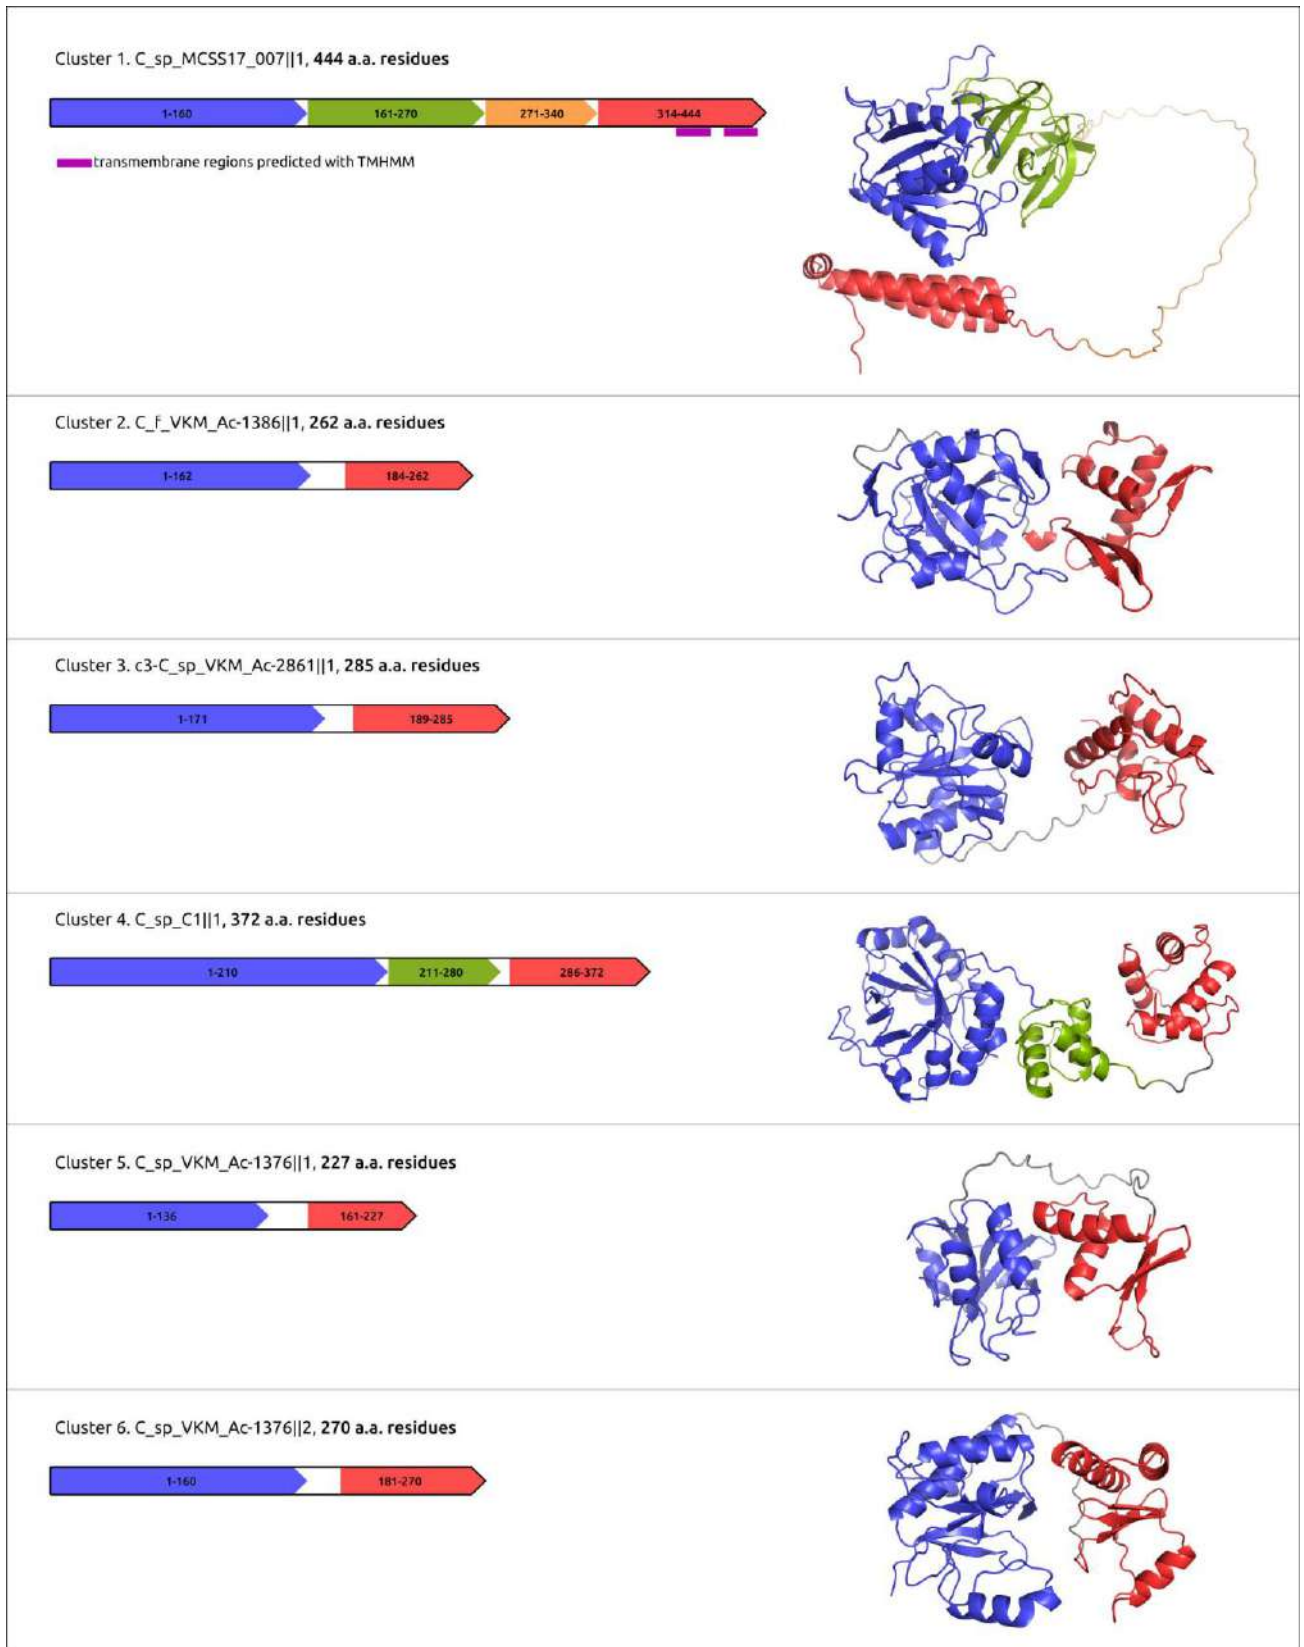 Cluster 1. C_sp_MCSS17_007||1, 444 a.a. residues
1-160 161-270 271-340 314-444
transmembrane regions predicted with TMHMM
Cluster 2. C_f_VKM_Ac-1386||1, 262 a.a. residues
1-162 184-262
Cluster 3. c3-C_sp_VKM_Ac-2861||1, 285 a.a. residues
1-171 189-285
Cluster 4. C_sp_C1||1, 372 a.a. residues
1-210 211-280 286-372
Cluster 5. C_sp_VKM_Ac-1376||1, 227 a.a. residues
1-136 161-227
Cluster 6. C_sp_VKM_Ac-1376||2, 270 a.a. residues
1-160 181-270